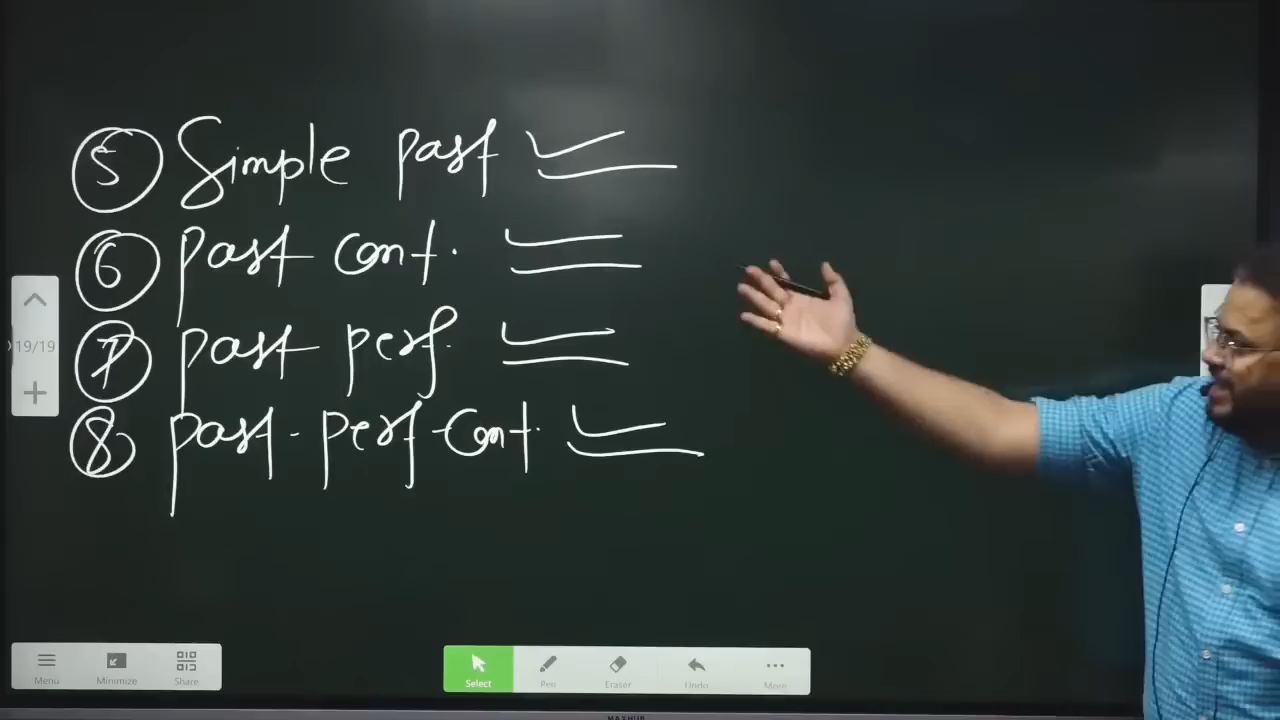 5 Simple past
6 past cont.
7 past perf.
8 past-perf-Cont.
19/19
Menu Minimize Share Select Pen Eraser Undo More
MAXHUB